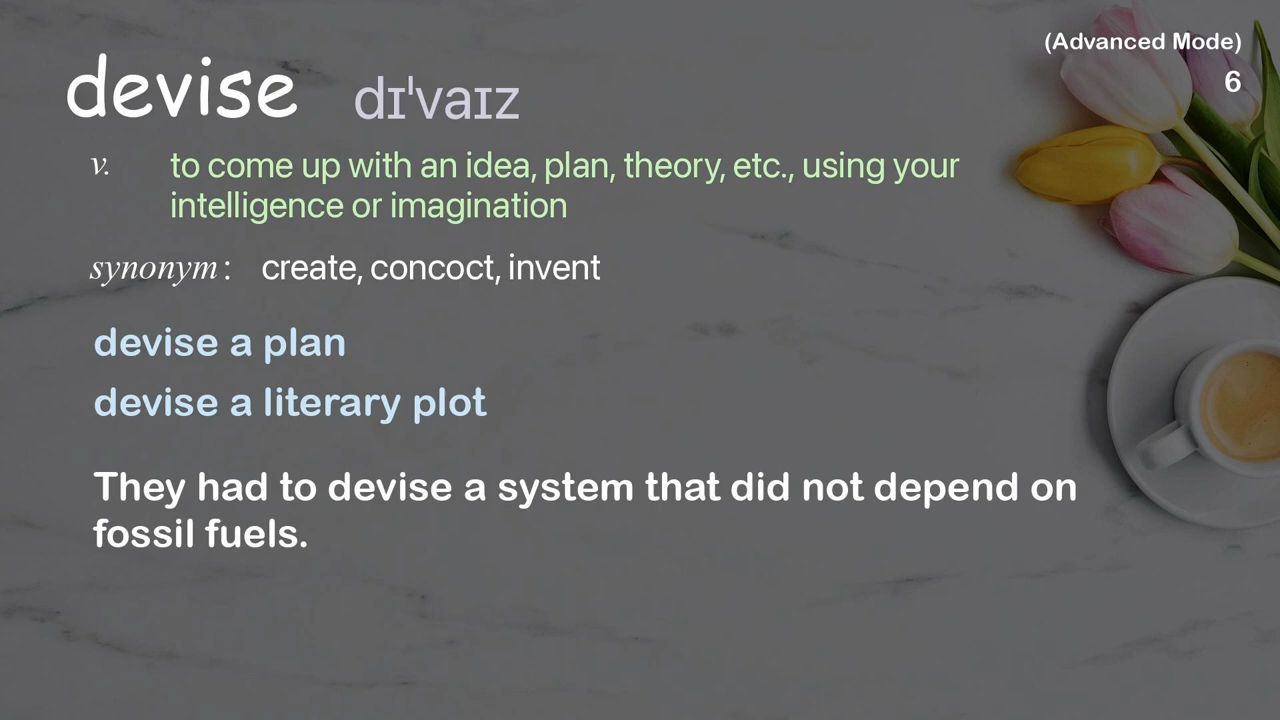 (Advanced Mode)
6
devise dɪˈvaɪz
v. to come up with an idea, plan, theory, etc., using your
intelligence or imagination
synonym : create, concoct, invent
devise a plan
devise a literary plot
They had to devise a system that did not depend on
fossil fuels.